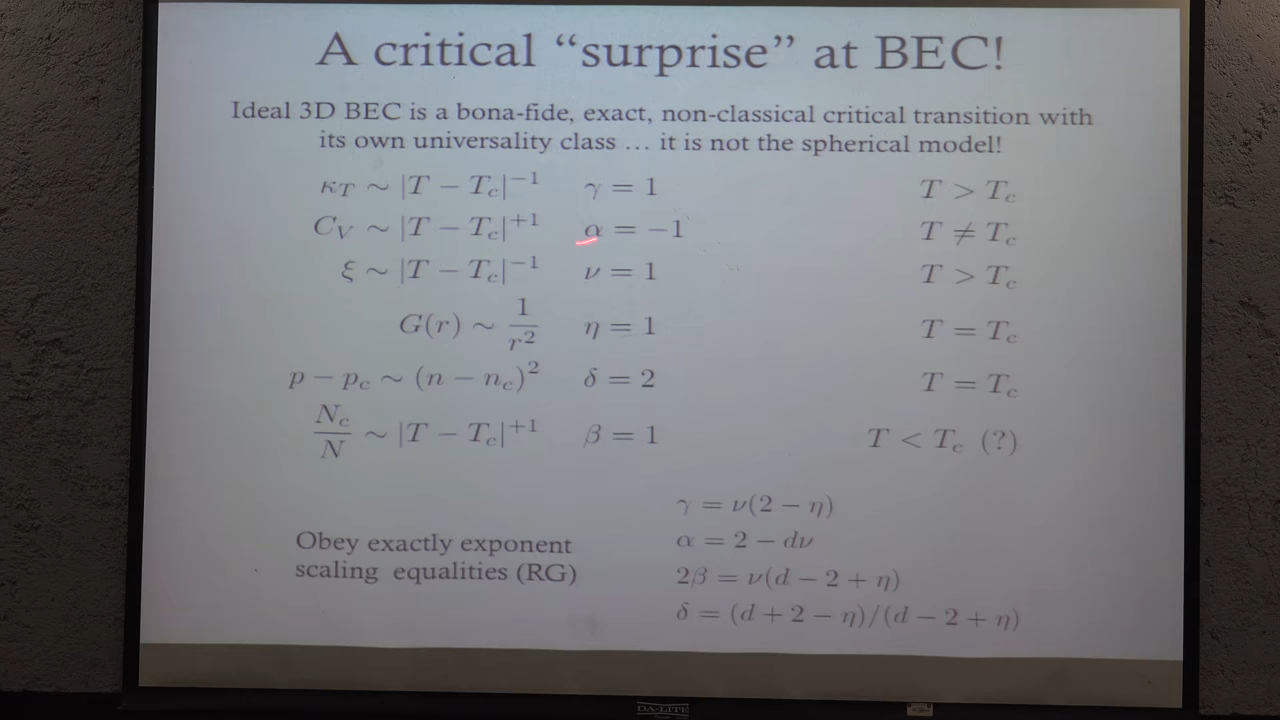 A critical “surprise” at BEC!
Ideal 3D BEC is a bona-fide, exact, non-classical critical transition with
its own universality class … it is not the spherical model!
κ_T ∼ |T − T_c|^{−1} γ = 1 T > T_c
C_V ∼ |T − T_c|^{+1} α = −1 T ≠ T_c
ξ ∼ |T − T_c|^{−1} ν = 1 T > T_c
G(r) ∼ 1/r^2 η = 1 T = T_c
p − p_c ∼ (n − n_c)^2 δ = 2 T = T_c
N_c/N ∼ |T − T_c|^{+1} β = 1 T < T_c (?)
γ = ν(2 − η)
Obey exactly exponent
scaling equalities (RG)
α = 2 − dν
2β = ν(d − 2 + η)
δ = (d + 2 − η)/(d − 2 + η)
DA-LITE